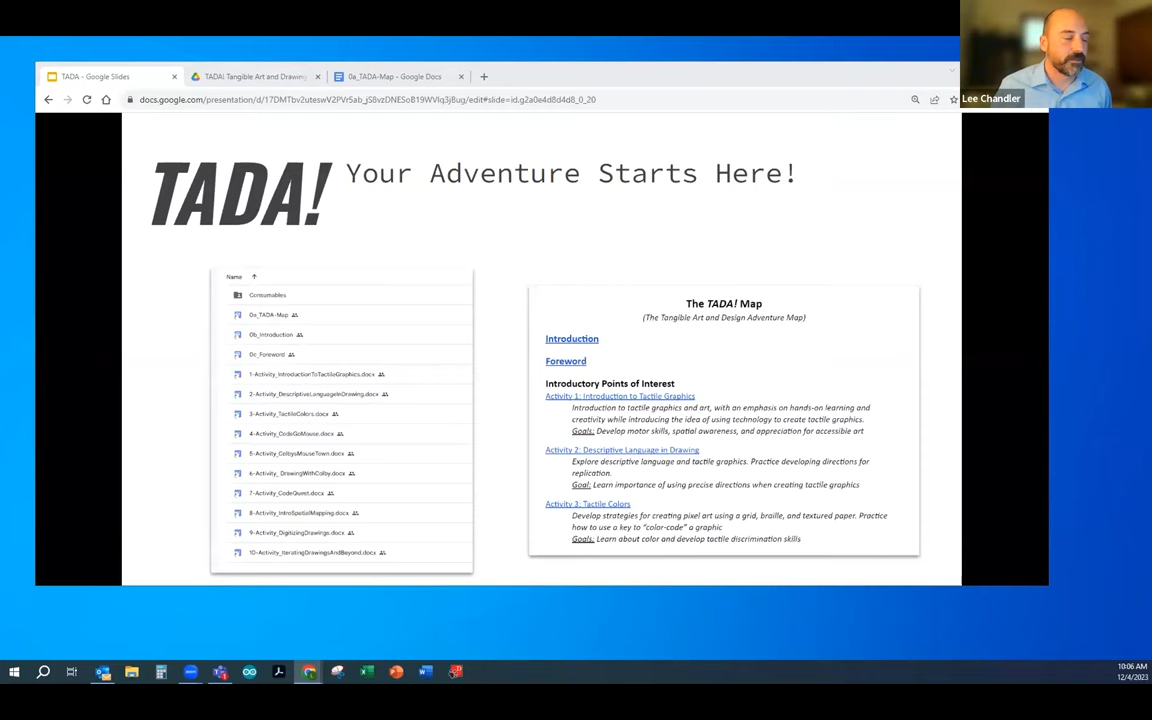 TADA - Google Slides
TADA! Tangible Art and Drawing
0a_TADA-Map - Google Docs
docs.google.com/presentation/d/17DMTbv2uteswV2PVr5ab_jS8vzDNESoB19WVlq3jBug/edit#slide=id.g2a0e4d8d4d8_0_20
Lee Chandler
TADA! Your Adventure Starts Here!
Name
Consumables
0a_TADA-Map
0b_Introduction
0c_Foreword
1-Activity_IntroductionToTactileGraphics.docx
2-Activity_DescriptiveLanguageInDrawing.docx
3-Activity_TactileColors.docx
4-Activity_CodeGoMouse.docx
5-Activity_ColbysMouseTown.docx
6-Activity_DrawingWithColby.docx
7-Activity_CodeQuest.docx
8-Activity_IntroSpatialMapping.docx
9-Activity_DigitizingDrawings.docx
10-Activity_IteratingDrawingsAndBeyond.docx
The TADA! Map
(The Tangible Art and Design Adventure Map)
Introduction
Foreword
Introductory Points of Interest
Activity 1: Introduction to Tactile Graphics
Introduction to tactile graphics and art, with an emphasis on hands-on learning and
creativity while introducing the idea of using technology to create tactile graphics.
Goals: Develop motor skills, spatial awareness, and appreciation for accessible art
Activity 2: Descriptive Language in Drawing
Explore descriptive language and tactile graphics. Practice developing directions for
replication.
Goal: Learn importance of using precise directions when creating tactile graphics
Activity 3: Tactile Colors
Develop strategies for creating pixel art using a grid, braille, and textured paper. Practice
how to use a key to "color-code" a graphic
Goals: Learn about color and develop tactile discrimination skills
10:06 AM
12/4/2023